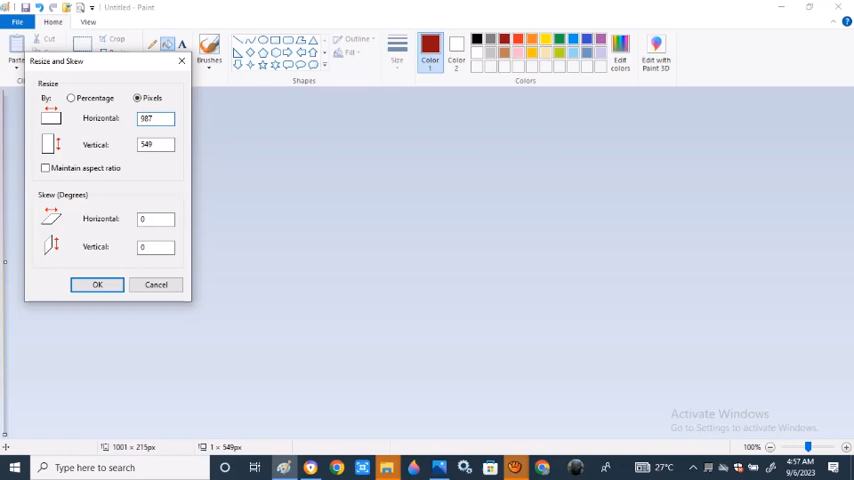 Untitled - Paint
File
Home
View
Cut
Crop
Paste
A
Brushes
Shapes
Outline
Fill
Size
Color 1
Color 2
Colors
Edit colors
Edit with Paint 3D
Resize and Skew
Resize
By:
Percentage
Pixels
Horizontal:
987
Vertical:
549
Maintain aspect ratio
Skew (Degrees)
Horizontal:
0
Vertical:
0
OK
Cancel
Activate Windows
Go to Settings to activate Windows.
1001 × 215px
1 × 549px
100%
Type here to search
27°C
4:57 AM
9/6/2023